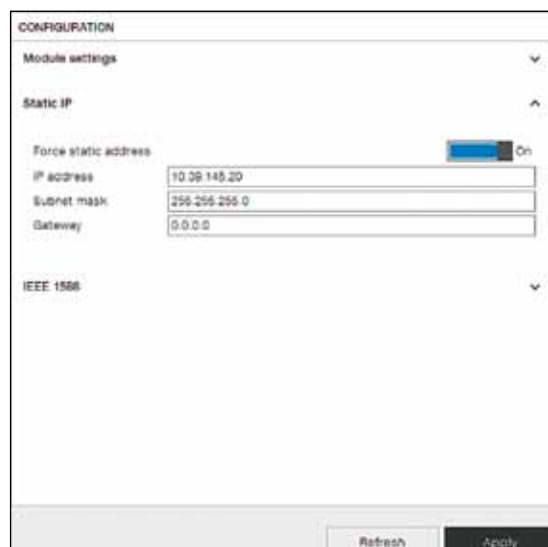 CONFIGURATION
Module settings
Static IP
Force static address On
IP address 10.39.145.20
Subnet mask 255.255.255.0
Gateway 0.0.0.0
IEEE 1588
Refresh Apply